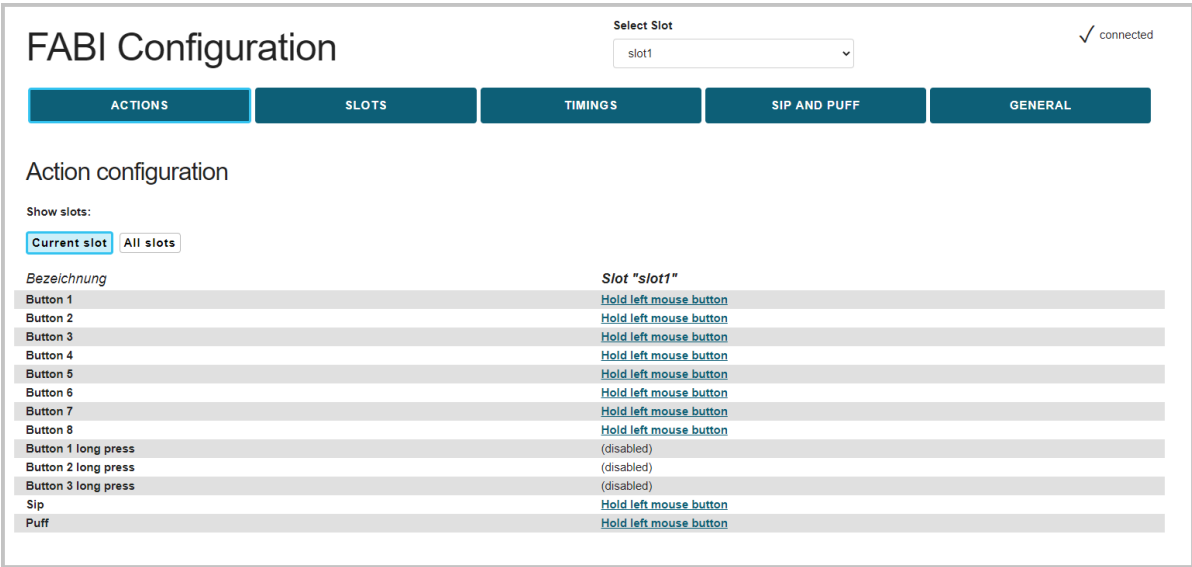 FABI Configuration
Select Slot
slot1
connected
ACTIONS SLOTS TIMINGS SIP AND PUFF GENERAL
Action configuration
Show slots:
Current slot All slots
Bezeichnung Slot "slot1"
Button 1 Hold left mouse button
Button 2 Hold left mouse button
Button 3 Hold left mouse button
Button 4 Hold left mouse button
Button 5 Hold left mouse button
Button 6 Hold left mouse button
Button 7 Hold left mouse button
Button 8 Hold left mouse button
Button 1 long press (disabled)
Button 2 long press (disabled)
Button 3 long press (disabled)
Sip Hold left mouse button
Puff Hold left mouse button